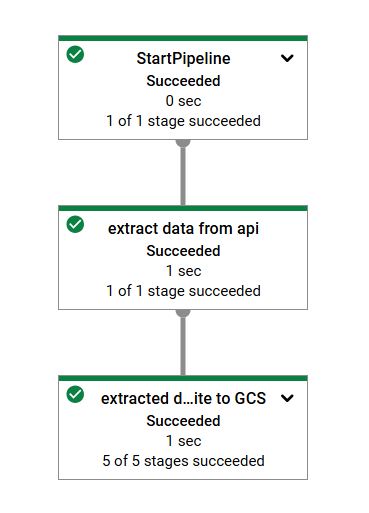 StartPipeline
Succeeded
0 sec
1 of 1 stage succeeded
extract data from api
Succeeded
1 sec
1 of 1 stage succeeded
extracted d...ite to GCS
Succeeded
1 sec
5 of 5 stages succeeded